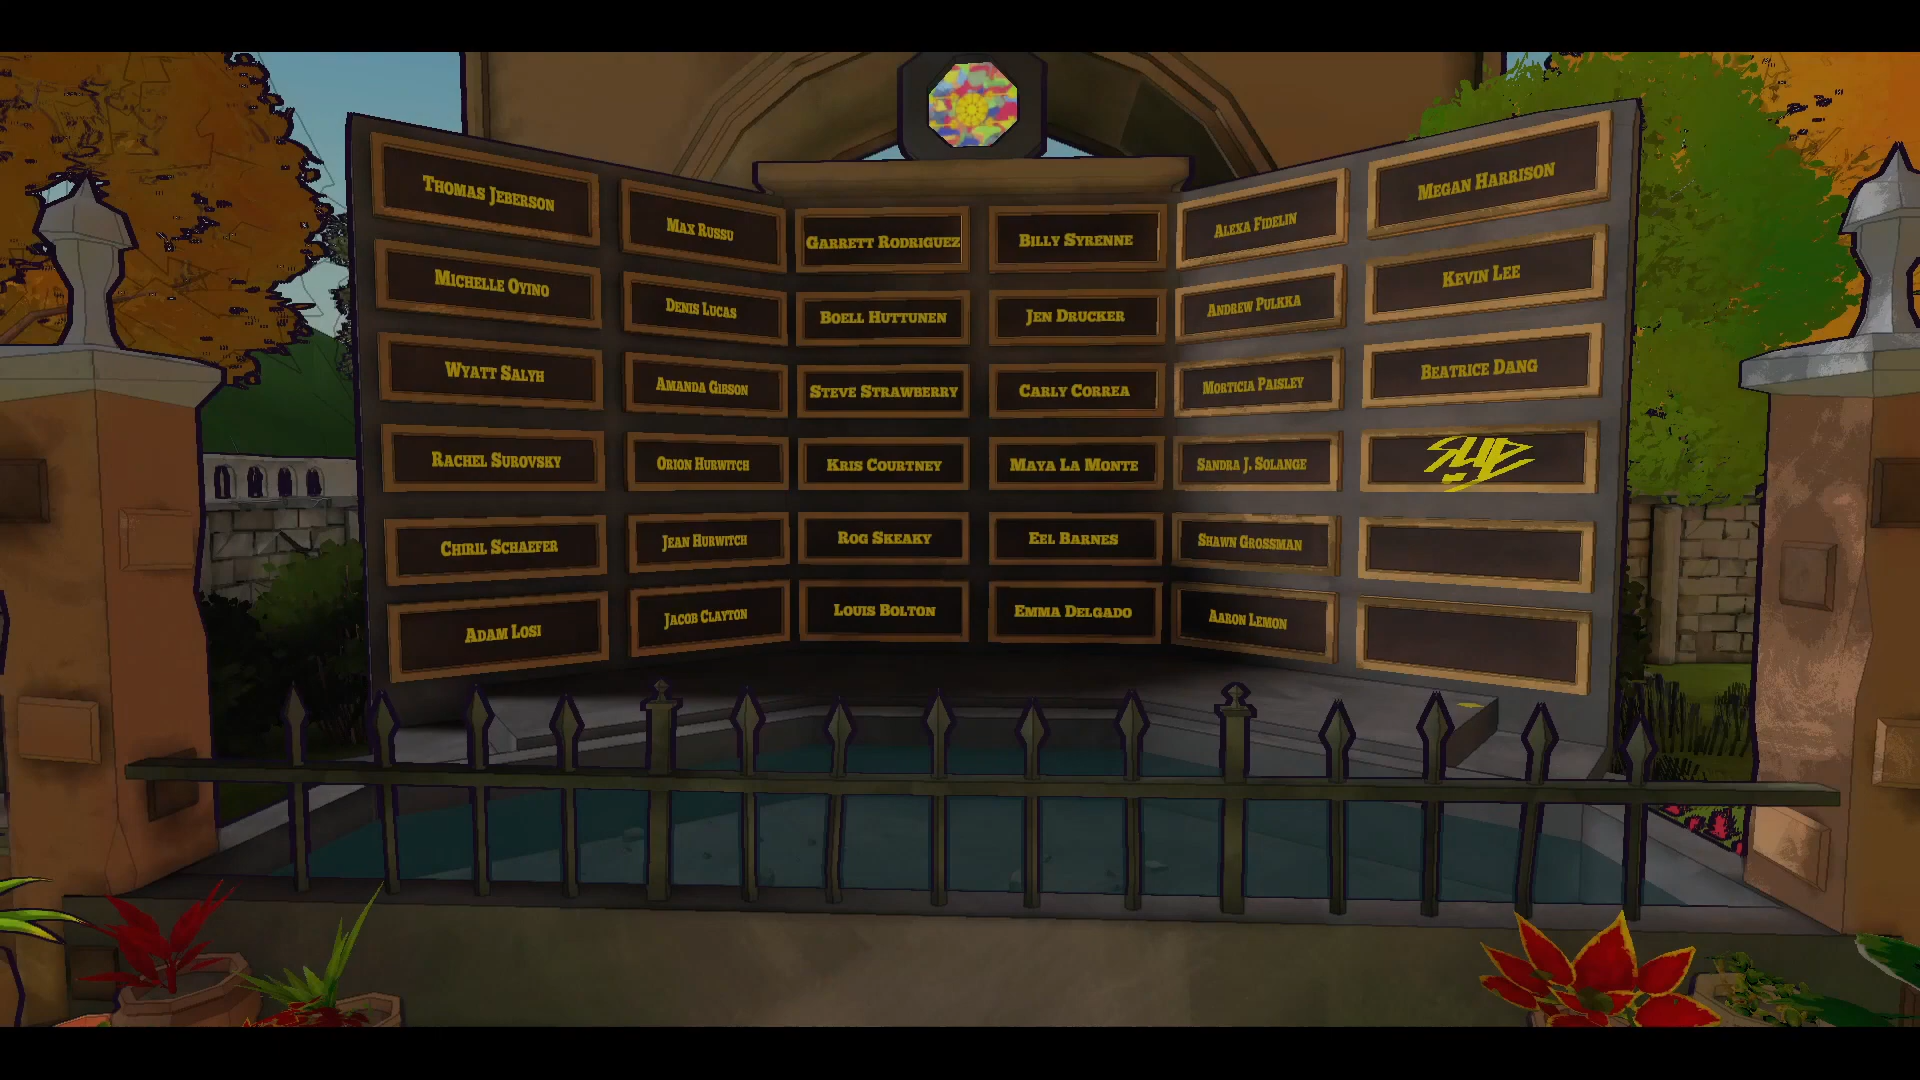 Thomas Jeberson
Michelle Oyino
Wyatt Salyh
Rachel Surovsky
Chiril Schaefer
Adam Losi
Max Russu
Denis Lucas
Amanda Gibson
Orion Hurwitch
Jean Hurwitch
Jacob Clayton
Garrett Rodriguez
Boell Huttunen
Steve Strawberry
Kris Courtney
Rog Skeaky
Louis Bolton
Billy Syrenne
Jen Drucker
Carly Correa
Maya La Monte
Eel Barnes
Emma Delgado
Alexa Fidelin
Andrew Pulkka
Morticia Paisley
Sandra J. Solange
Shawn Grossman
Aaron Lemon
Megan Harrison
Kevin Lee
Beatrice Dang